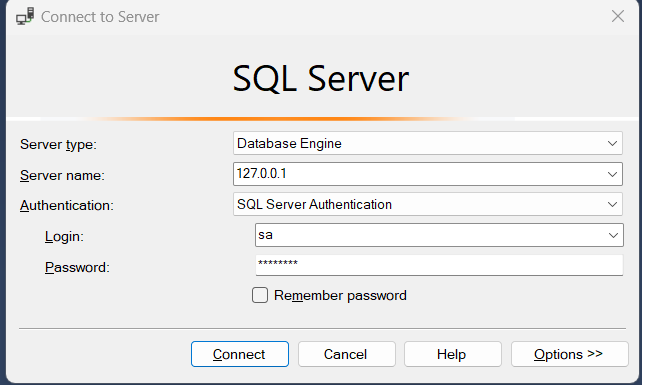 Connect to Server
SQL Server
Server type:
Database Engine
Server name:
127.0.0.1
Authentication:
SQL Server Authentication
Login:
sa
Password:
********
Remember password
Connect
Cancel
Help
Options >>